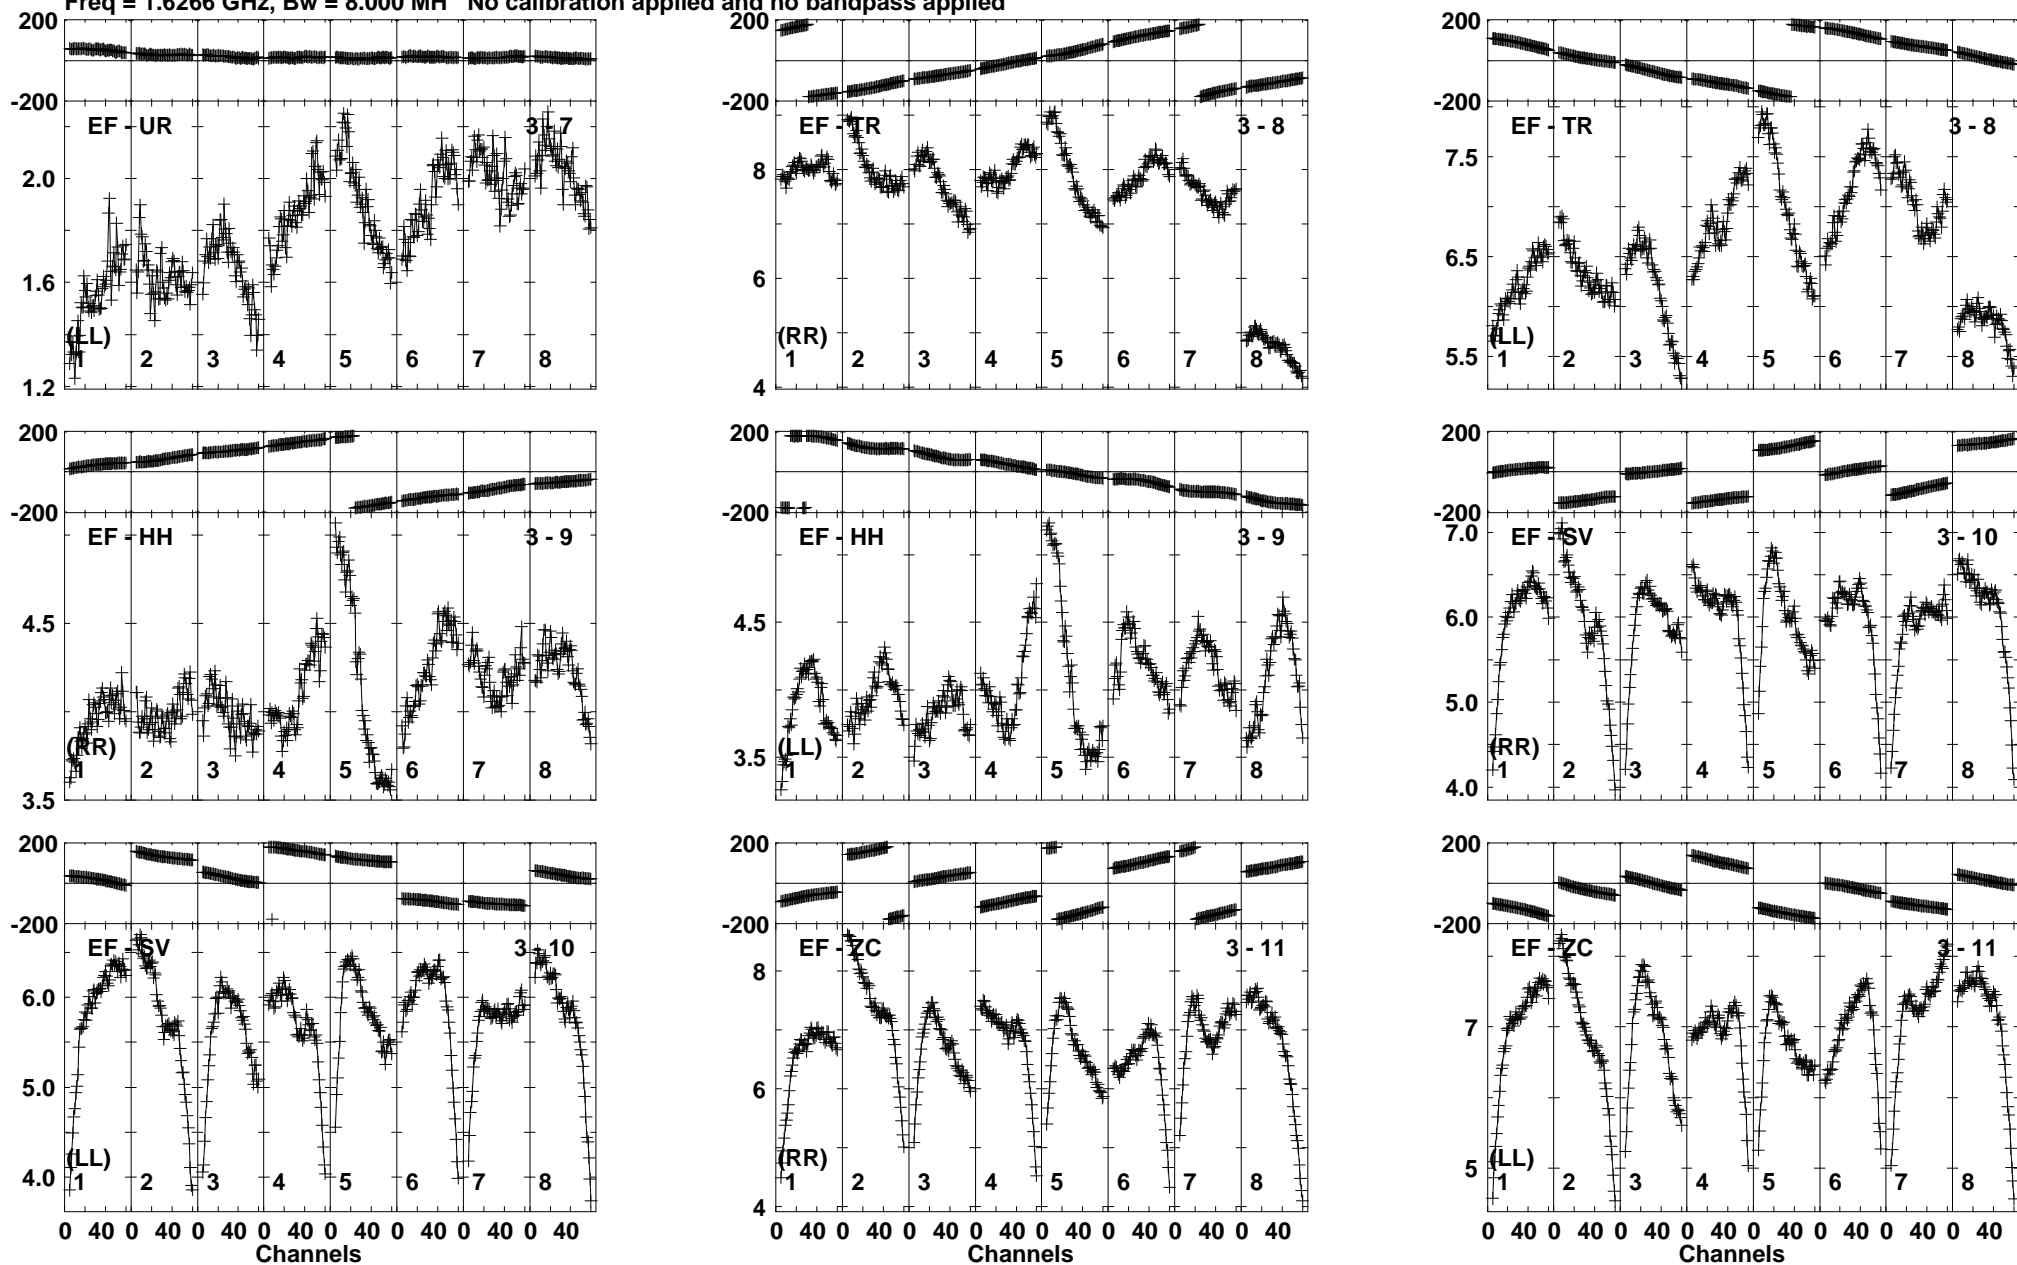 Freq = 1.6266 GHz, Bw = 8.000 MH No calibration applied and no bandpass applied
200
-200
EF - UR 3 - 7
2.0
1.6
1.2
(LL)
1 2 3 4 5 6 7 8
200
-200
EF - TR 3 - 8
8
6
4
(RR)
1 2 3 4 5 6 7 8
200
-200
EF - TR 3 - 8
7.5
6.5
5.5
(LL)
1 2 3 4 5 6 7 8
200
-200
EF - HH 3 - 9
4.5
3.5
(RR)
1 2 3 4 5 6 7 8
200
-200
EF - HH 3 - 9
4.5
3.5
(LL)
1 2 3 4 5 6 7 8
200
-200
EF - SV 3 - 10
7.0
6.0
5.0
4.0
(RR)
1 2 3 4 5 6 7 8
200
-200
EF - SV 3 - 10
6.0
5.0
4.0
(LL)
1 2 3 4 5 6 7 8
0 40 0 40 0 40 0 40 0 40 0 40 0 40 0 40
Channels
200
-200
EF - ZC 3 - 11
8
6
4
(RR)
1 2 3 4 5 6 7 8
0 40 0 40 0 40 0 40 0 40 0 40 0 40 0 40
Channels
200
-200
EF - ZC 3 - 11
7
5
(LL)
1 2 3 4 5 6 7 8
0 40 0 40 0 40 0 40 0 40 0 40 0 40 0 40
Channels